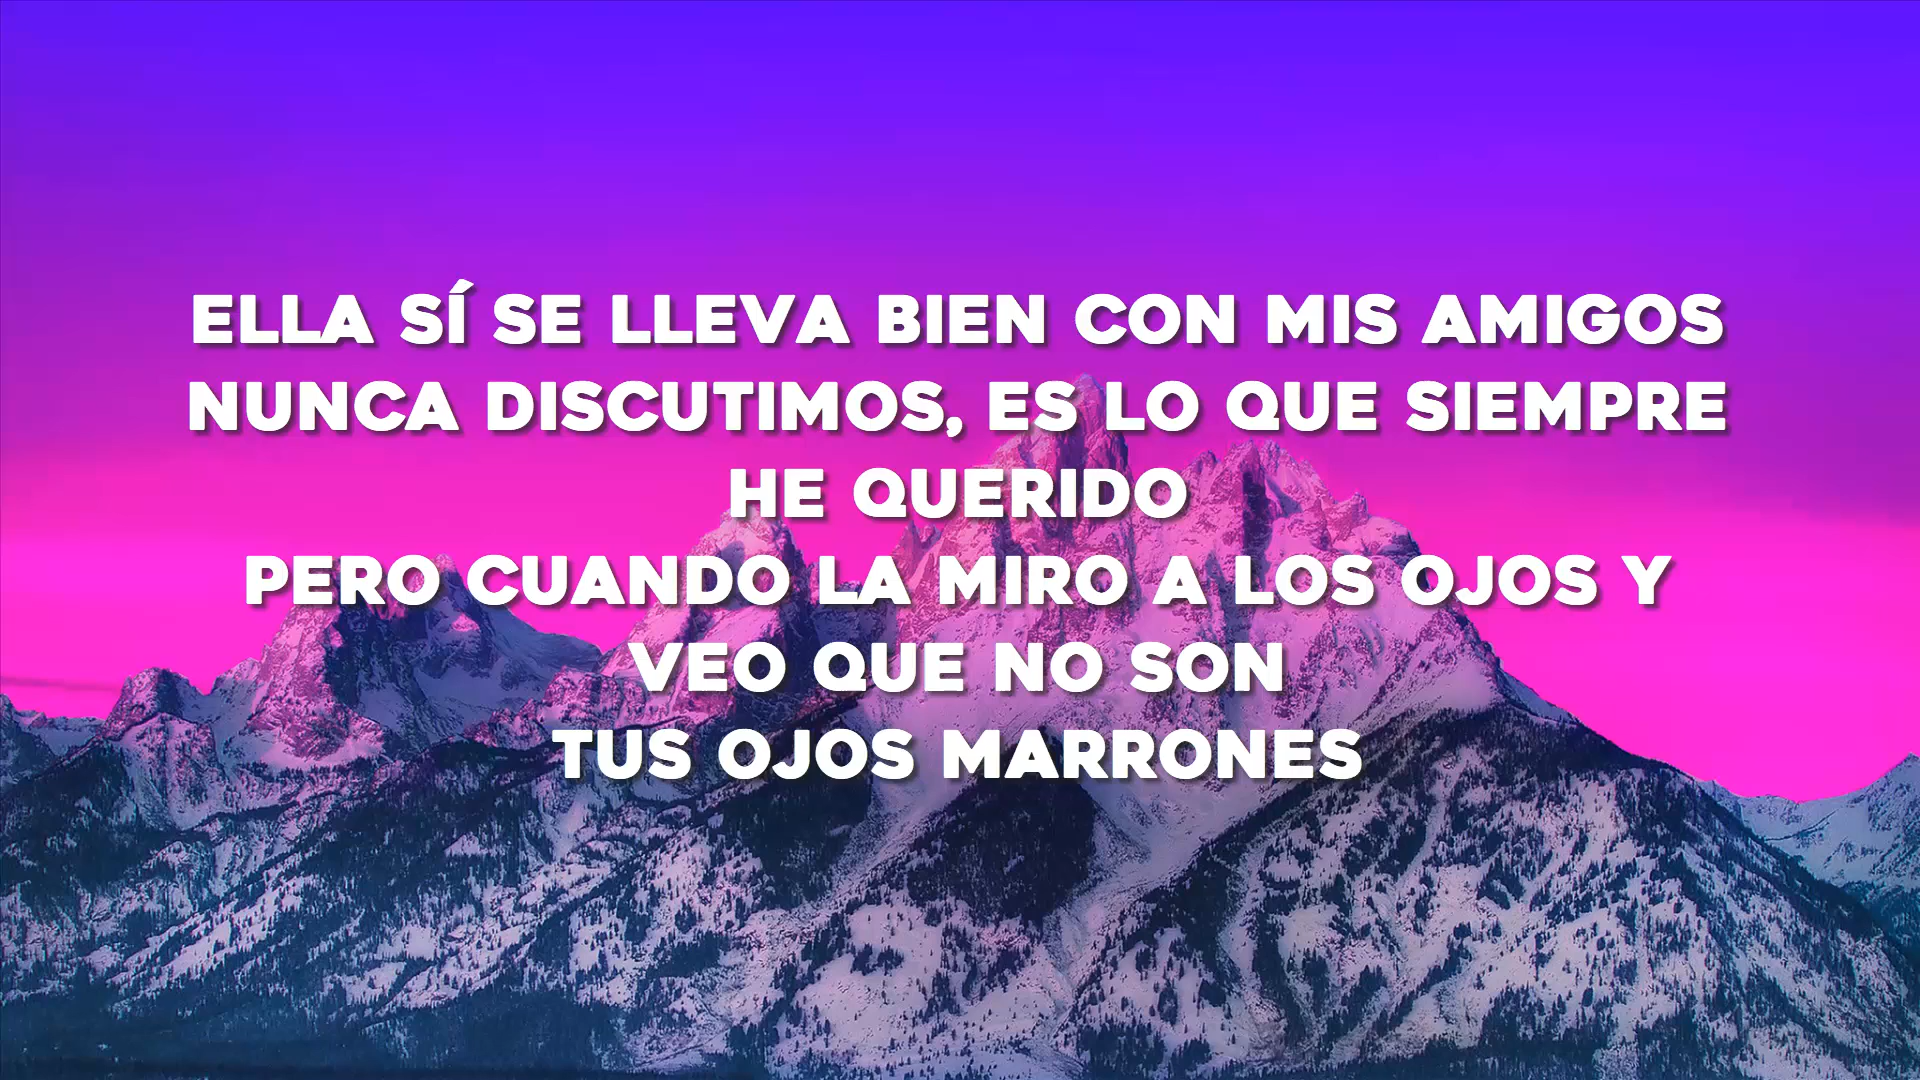 ELLA SÍ SE LLEVA BIEN CON MIS AMIGOS
NUNCA DISCUTIMOS, ES LO QUE SIEMPRE
HE QUERIDO
PERO CUANDO LA MIRO A LOS OJOS Y
VEO QUE NO SON
TUS OJOS MARRONES